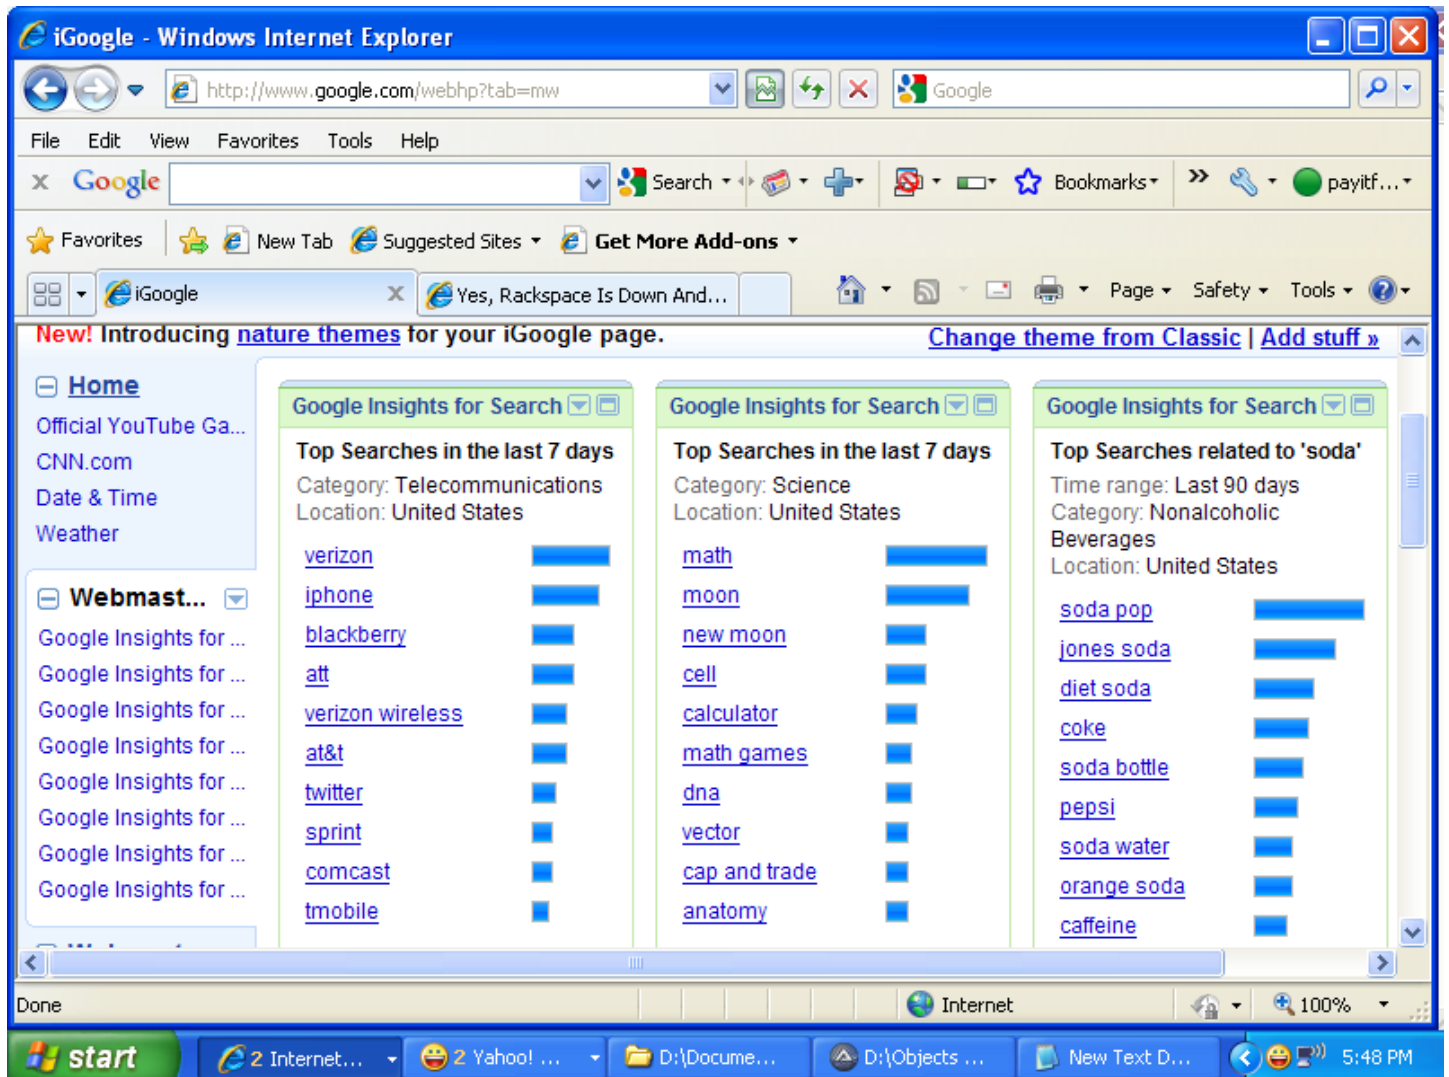 iGoogle - Windows Internet Explorer
http://www.google.com/webhp?tab=mw
Google
File Edit View Favorites Tools Help
x Google Search Bookmarks payitf...
Favorites New Tab Suggested Sites Get More Add-ons
iGoogle x Yes, Rackspace Is Down And... Page Safety Tools
New! Introducing nature themes for your iGoogle page.
Change theme from Classic | Add stuff »
Home
Official YouTube Ga...
CNN.com
Date & Time
Weather
Webmast...
Google Insights for ...
Google Insights for ...
Google Insights for ...
Google Insights for ...
Google Insights for ...
Google Insights for ...
Google Insights for ...
Google Insights for ...
Google Insights for Search
Top Searches in the last 7 days
Category: Telecommunications
Location: United States
verizon
iphone
blackberry
att
verizon wireless
at&t
twitter
sprint
comcast
tmobile
Google Insights for Search
Top Searches in the last 7 days
Category: Science
Location: United States
math
moon
new moon
cell
calculator
math games
dna
vector
cap and trade
anatomy
Google Insights for Search
Top Searches related to 'soda'
Time range: Last 90 days
Category: Nonalcoholic
Beverages
Location: United States
soda pop
jones soda
diet soda
coke
soda bottle
pepsi
soda water
orange soda
caffeine
Done Internet 100%
start 2 Internet... 2 Yahoo! ... D:\Docume... D:\Objects ... New Text D... 5:48 PM